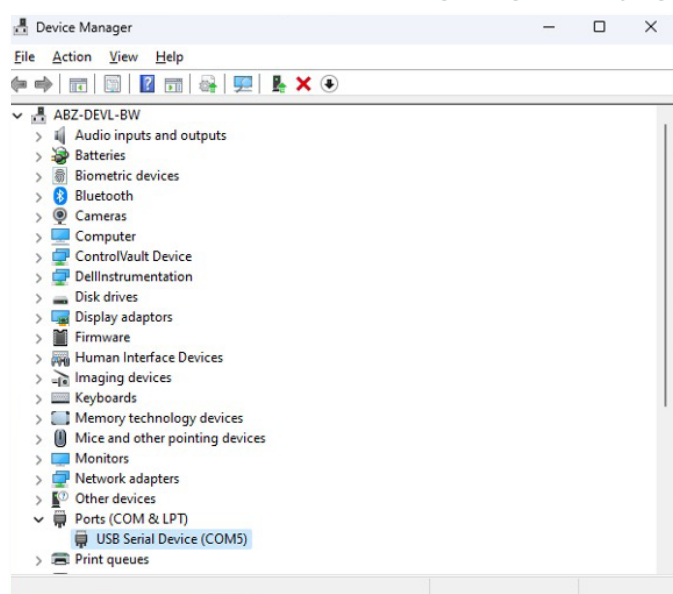 Device Manager
File Action View Help
ABZ-DEVL-BW
Audio inputs and outputs
Batteries
Biometric devices
Bluetooth
Cameras
Computer
ControlVault Device
DellInstrumentation
Disk drives
Display adaptors
Firmware
Human Interface Devices
Imaging devices
Keyboards
Memory technology devices
Mice and other pointing devices
Monitors
Network adapters
Other devices
Ports (COM & LPT)
USB Serial Device (COM5)
Print queues